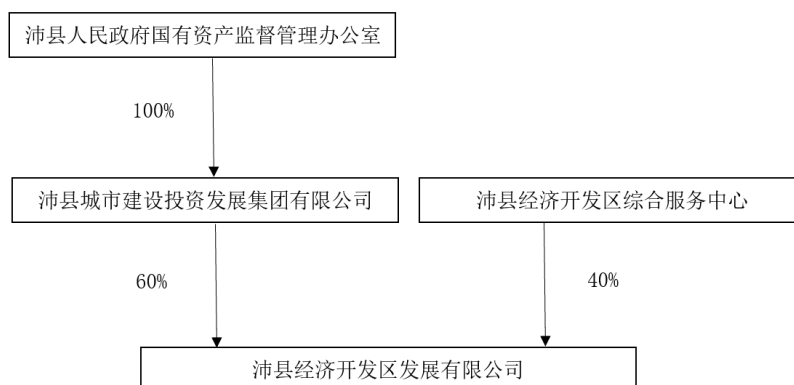 沛县人民政府国有资产监督管理办公室
100%
沛县城市建设投资发展集团有限公司
沛县经济开发区综合服务中心
60%
40%
沛县经济开发区发展有限公司